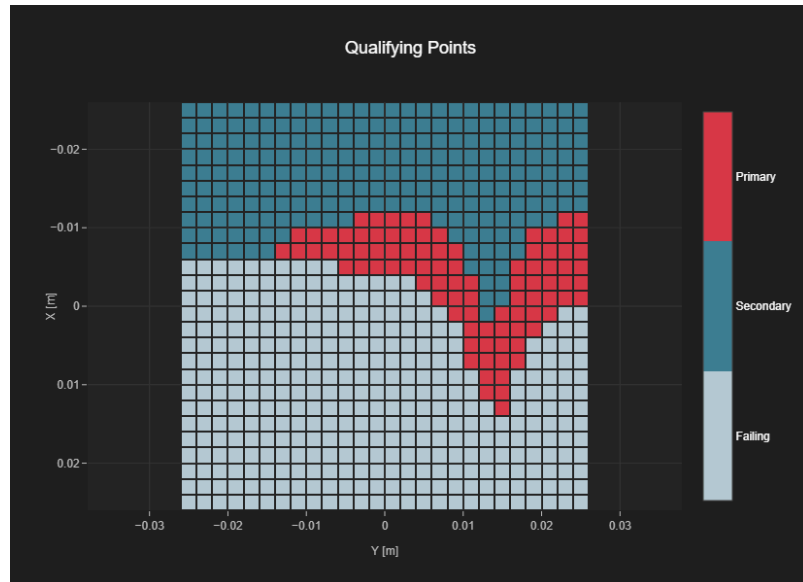 Qualifying Points
−0.02
−0.01
0
0.01
0.02
X [m]
−0.03
−0.02
−0.01
0
0.01
0.02
0.03
Y [m]
Primary
Secondary
Failing